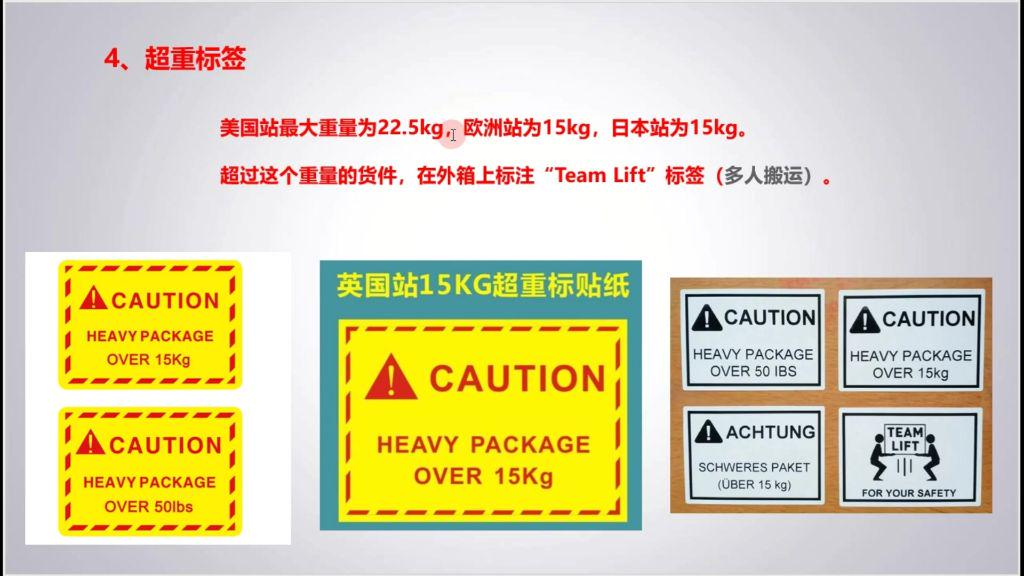 4、超重标签
美国站最大重量为22.5kg，欧洲站为15kg，日本站为15kg。
超过这个重量的货件，在外箱上标注“Team Lift”标签（多人搬运）。
CAUTION
HEAVY PACKAGE
OVER 15Kg
CAUTION
HEAVY PACKAGE
OVER 50lbs
英国站15KG超重标贴纸
CAUTION
HEAVY PACKAGE
OVER 15Kg
CAUTION
HEAVY PACKAGE
OVER 50 IBS
CAUTION
HEAVY PACKAGE
OVER 15kg
ACHTUNG
SCHWERES PAKET
(ÜBER 15 kg)
TEAM
LIFT
FOR YOUR SAFETY